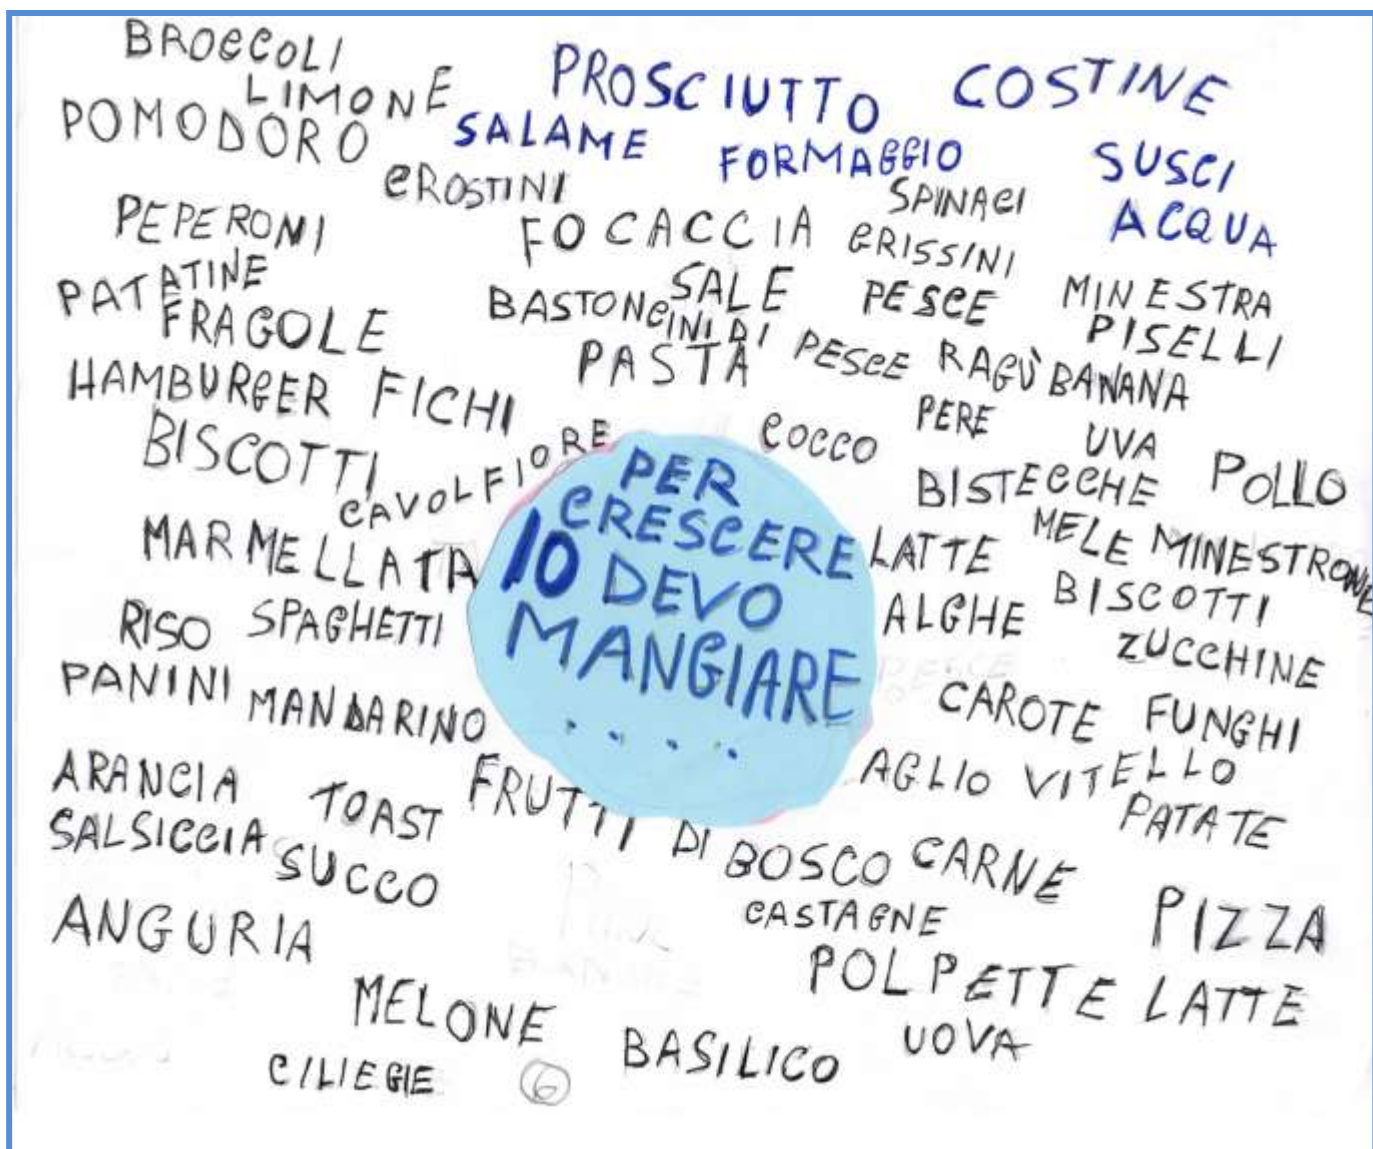 BROCCOLI
LIMONE
POMODORO
PROSCIUTTO
COSTINE
SALAME
FORMAGGIO
SUSCI
CROSTINI
SPINACI
ACQUA
PEPERONI
FOCACCIA
GRISSINI
PATATINE
SALE
PESCE
MINESTRA
FRAGOLE
BASTONCINI DI PESCE
PISELLI
PASTA
RAGÙ
BANANA
HAMBURGER
FICHI
PERE
BISCOTTI
CAVOLFIORE
COCCO
UVA
POLLO
BISTECCHE
PER
CRESCERE
IO DEVO
MANGIARE
....
MARMELLATA
LATTE
MELE
MINESTRONE
RISO
SPAGHETTI
ALGHE
BISCOTTI
ZUCCHINE
PANINI
MANDARINO
CAROTE
FUNGHI
ARANCIA
TOAST
FRUTTI DI BOSCO
AGLIO
VITELLO
PATATE
SALSICCIA
SUCCO
CARNE
ANGURIA
CASTAGNE
PIZZA
POLPETTE
LATTE
MELONE
BASILICO
UOVA
CILIEGIE
6